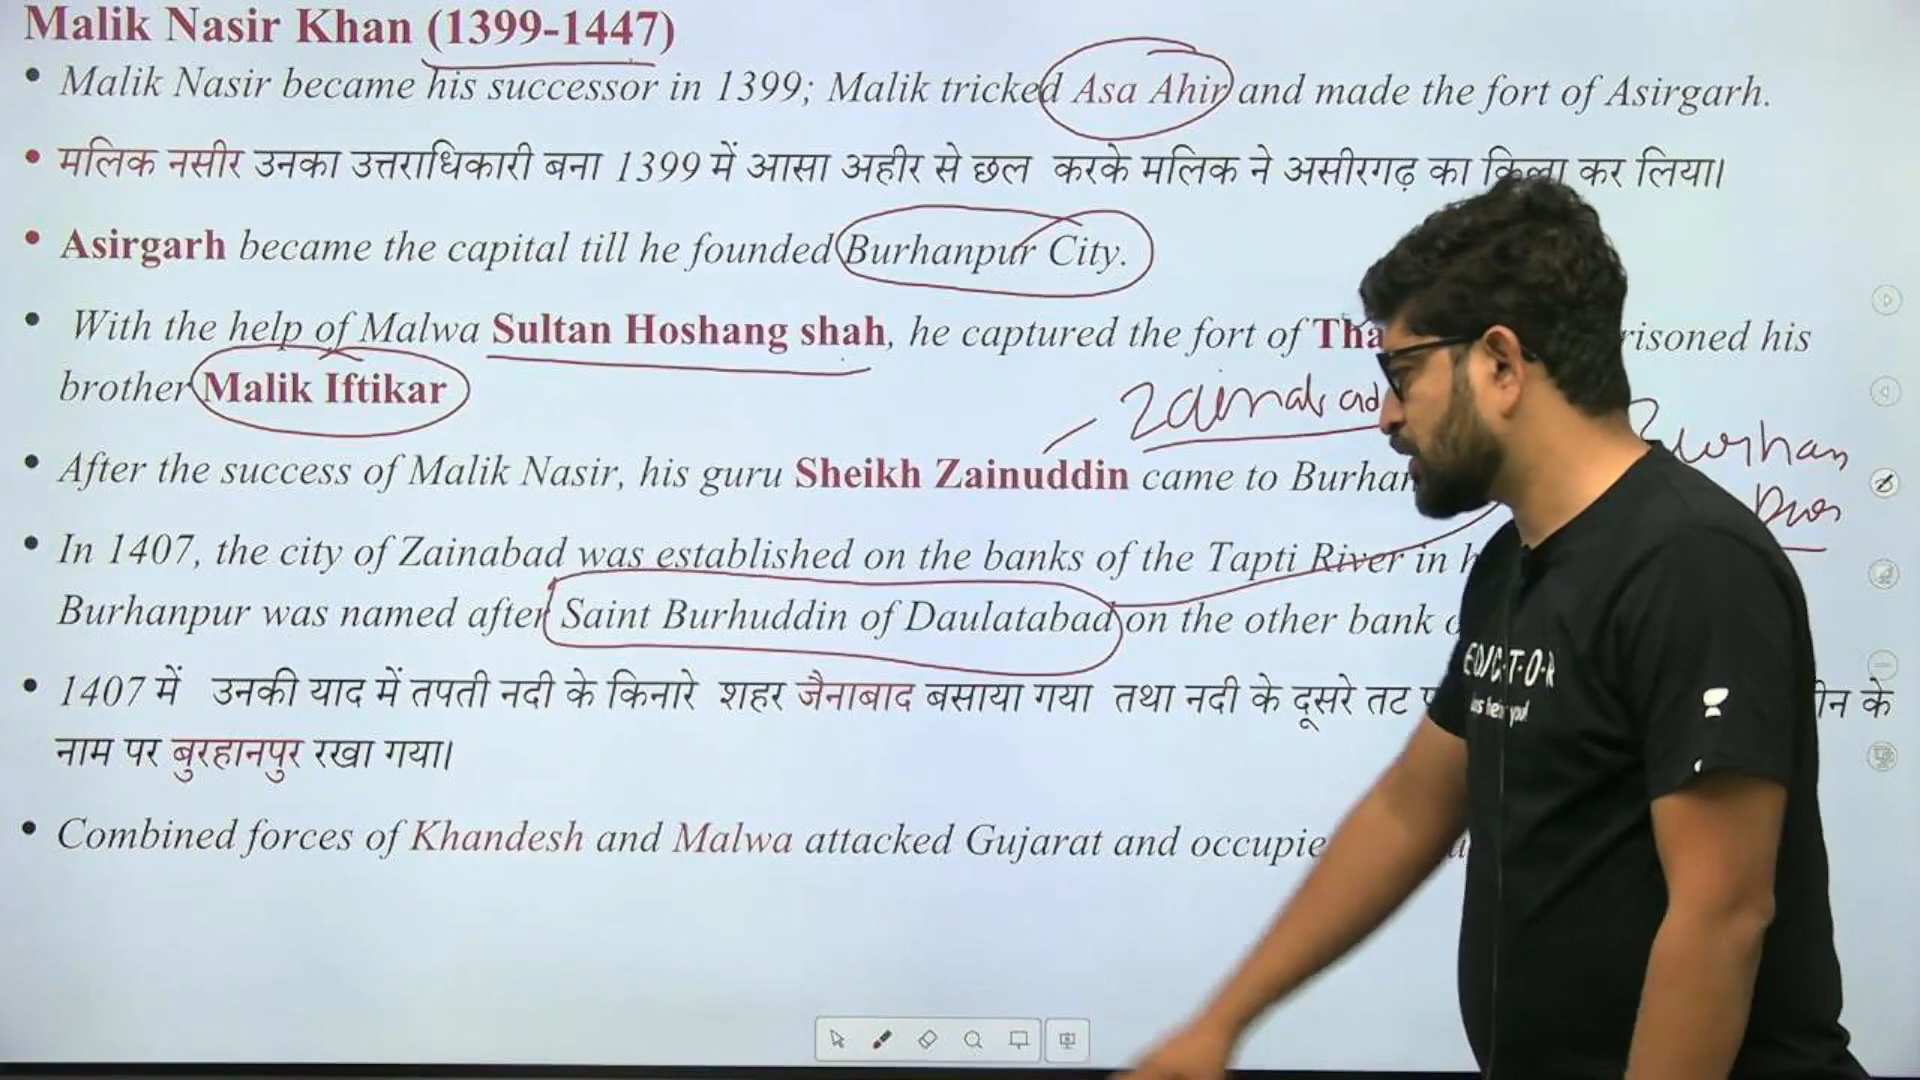 Malik Nasir Khan (1399-1447)
• Malik Nasir became his successor in 1399; Malik tricked Asa Ahir and made the fort of Asirgarh.
• मलिक नसीर उनका उत्तराधिकारी बना 1399 में आसा अहीर से छल करके मलिक ने असीरगढ़ का किला कर लिया।
• Asirgarh became the capital till he founded Burhanpur City.
• With the help of Malwa Sultan Hoshang shah, he captured the fort of his
brother Malik Iftikar
Zainab ad
Burhan
Pur
• After the success of Malik Nasir, his guru Sheikh Zainuddin came to
• In 1407, the city of Zainabad was established on the banks of the Tapti River in
Burhanpur was named after Saint Burhuddin of Daulatabad on the other bank
• 1407 में उनकी याद में तपती नदी के किनारे शहर जैनाबाद बसाया गया तथा नदी के दूसरे तट के
नाम पर बुरहानपुर रखा गया।
• Combined forces of Khandesh and Malwa attacked Gujarat and